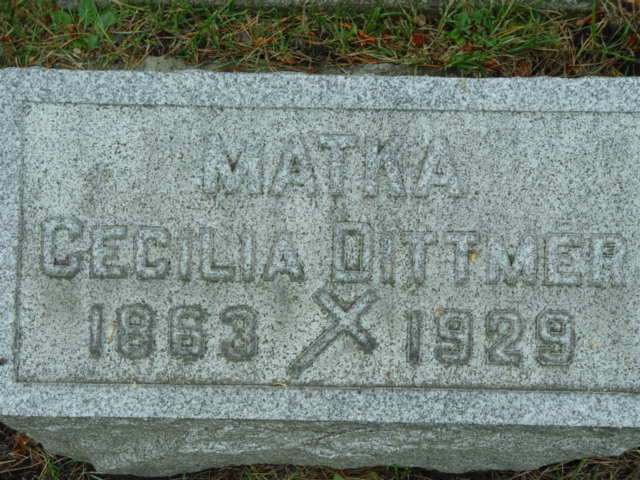 MATKA
CECILIA DITTMER
1863 1929